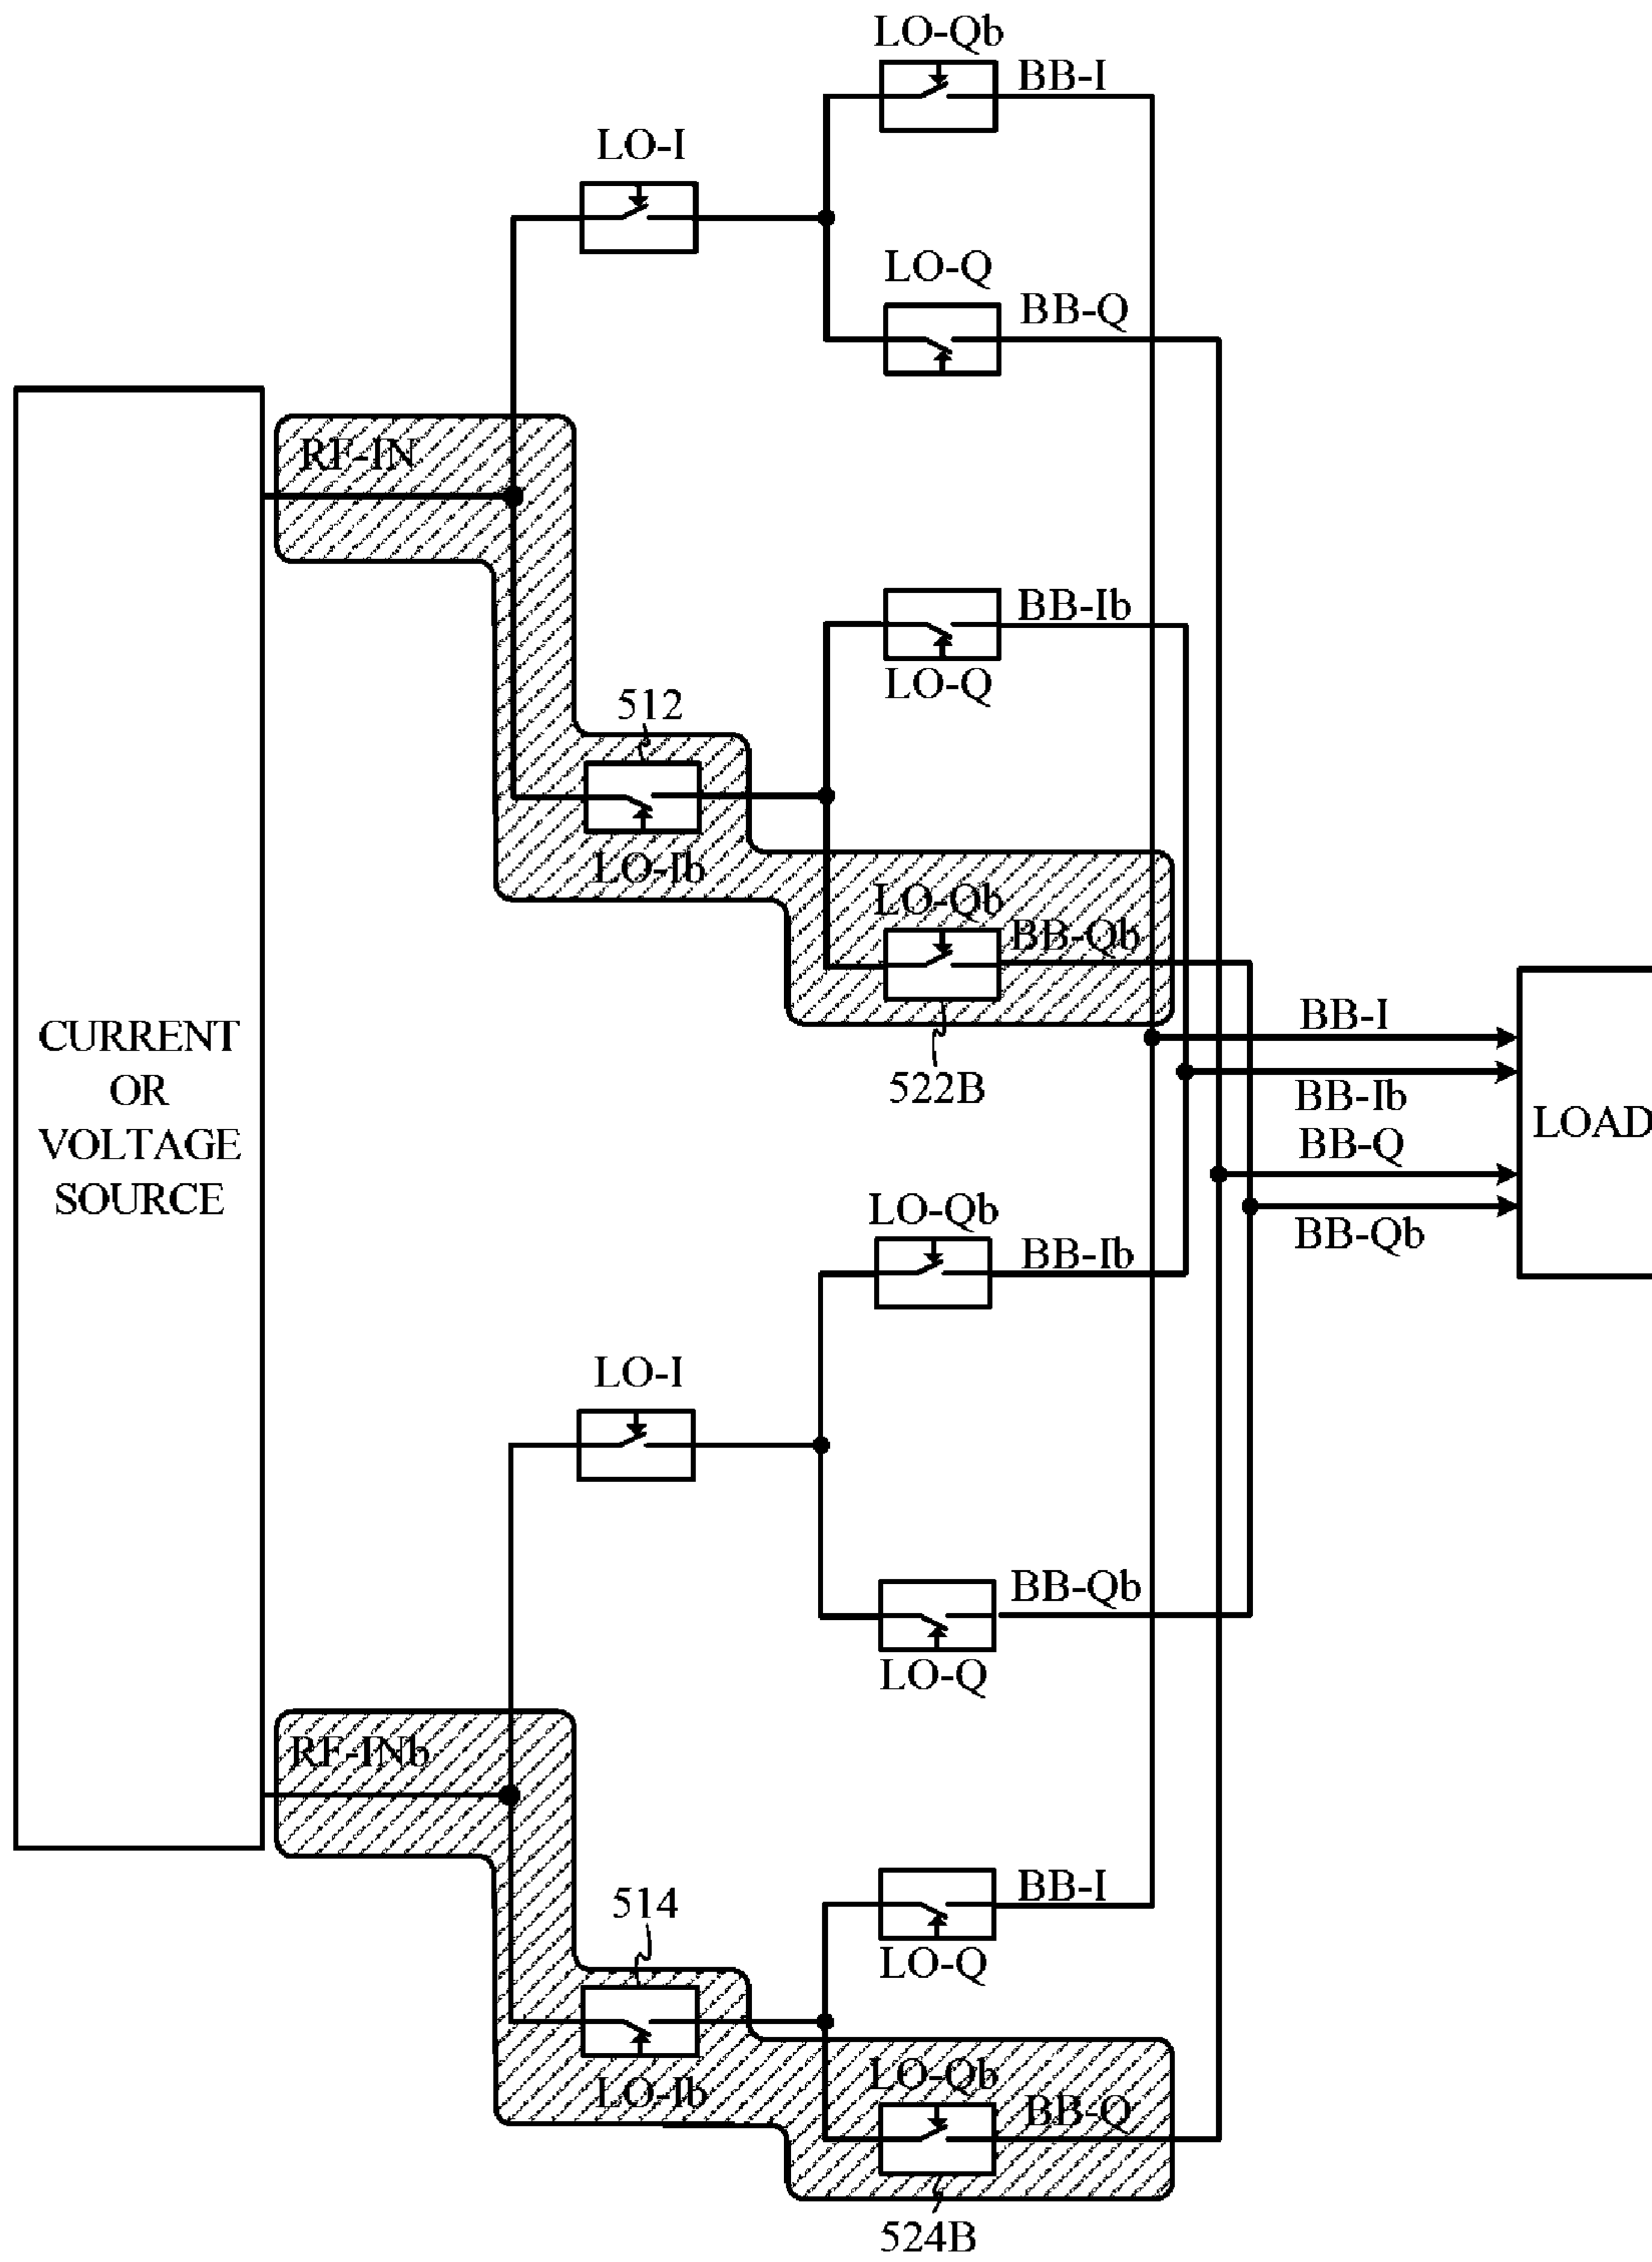 LO-Qb
BB-I
LO-I
LO-Q
BB-Q
RF-IN
BB-Ib
LO-Q
512
LO-Ib
LO-Qb
BB-Qb
522B
CURRENT
OR
VOLTAGE
SOURCE
BB-I
BB-Ib
BB-Q
BB-Qb
LOAD
LO-Qb
BB-Ib
LO-I
BB-Qb
LO-Q
RF-INb
BB-I
LO-Q
514
LO-Ib
LO-Qb
BB-Q
524B